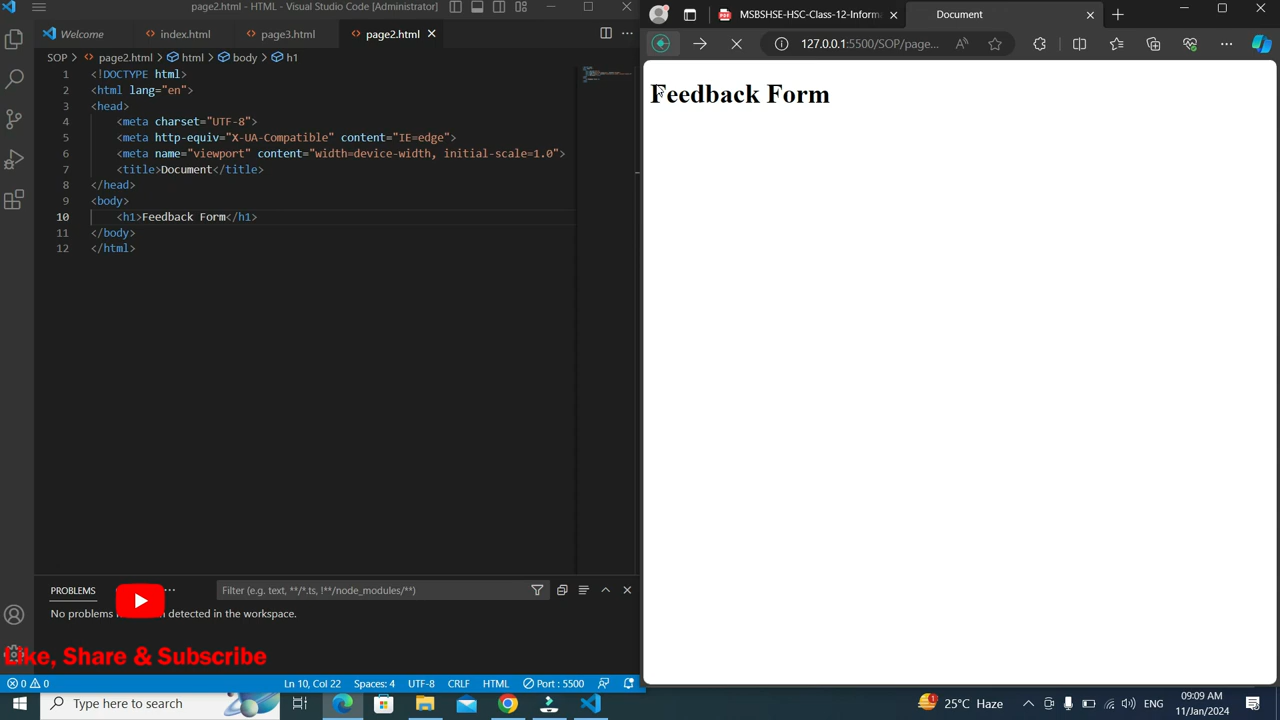 page2.html - HTML - Visual Studio Code [Administrator]
Welcome
index.html
page3.html
page2.html
SOP > page2.html > html > body > h1
1 <!DOCTYPE html>
2 <html lang="en">
3 <head>
4 <meta charset="UTF-8">
5 <meta http-equiv="X-UA-Compatible" content="IE=edge">
6 <meta name="viewport" content="width=device-width, initial-scale=1.0">
7 <title>Document</title>
8 </head>
9 <body>
10 <h1>Feedback Form</h1>
11 </body>
12 </html>
PROBLEMS
Filter (e.g. text, **/*.ts, !**/node_modules/**)
No problems detected in the workspace.
Like, Share & Subscribe
0 0
Ln 10, Col 22
Spaces: 4
UTF-8
CRLF
HTML
Port : 5500
MSBSHSE-HSC-Class-12-Informa
Document
127.0.0.1:5500/SOP/page...
Feedback Form
Type here to search
25°C Haze
ENG
09:09 AM
11/Jan/2024